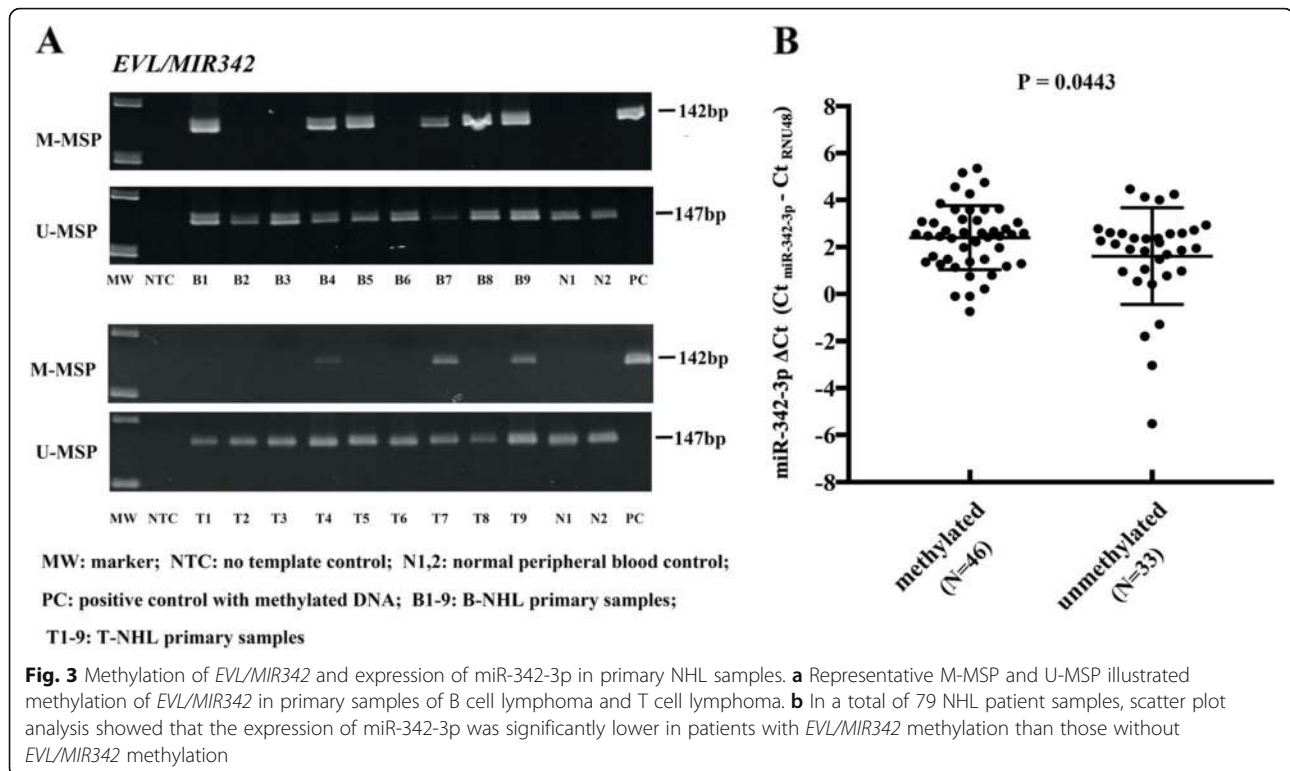 A
EVL/MIR342
M-MSP
142bp
U-MSP
147bp
MW NTC B1 B2 B3 B4 B5 B6 B7 B8 B9 N1 N2 PC
M-MSP
142bp
U-MSP
147bp
MW NTC T1 T2 T3 T4 T5 T6 T7 T8 T9 N1 N2 PC
MW: marker; NTC: no template control; N1,2: normal peripheral blood control;
PC: positive control with methylated DNA; B1-9: B-NHL primary samples;
T1-9: T-NHL primary samples
B
P = 0.0443
miR-342-3p ΔCt (Ct miR-342-3p - Ct RNU48)
8
6
4
2
0
-2
-4
-6
-8
methylated
(N=46)
unmethylated
(N=33)
Fig. 3 Methylation of EVL/MIR342 and expression of miR-342-3p in primary NHL samples. a Representative M-MSP and U-MSP illustrated
methylation of EVL/MIR342 in primary samples of B cell lymphoma and T cell lymphoma. b In a total of 79 NHL patient samples, scatter plot
analysis showed that the expression of miR-342-3p was significantly lower in patients with EVL/MIR342 methylation than those without
EVL/MIR342 methylation